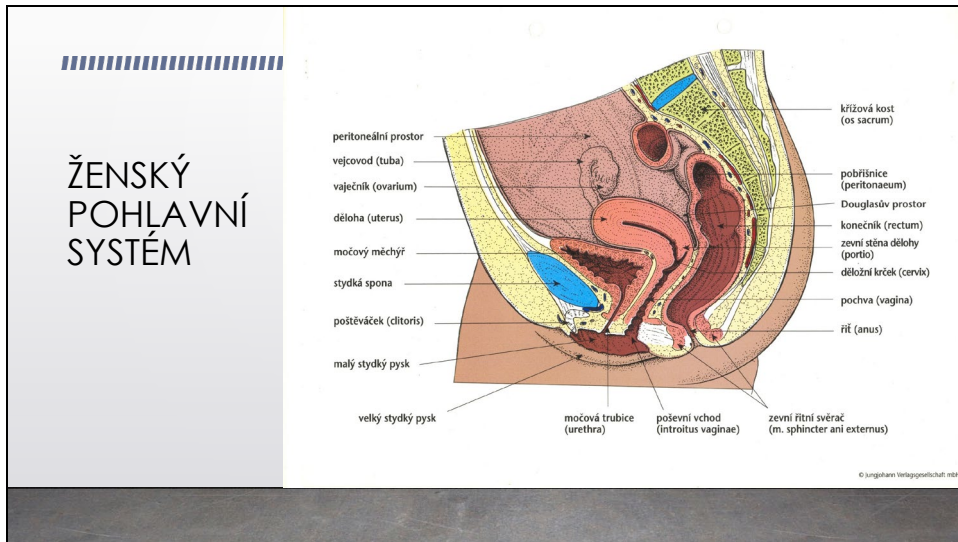 ŽENSKÝ
POHLAVNÍ
SYSTÉM
peritoneální prostor
vejcovod (tuba)
vaječník (ovarium)
děloha (uterus)
močový měchýř
stydká spona
poštěváček (clitoris)
malý stydký pysk
velký stydký pysk
močová trubice
(urethra)
poševní vchod
(introitus vaginae)
zevní řitní svěrač
(m. sphincter ani externus)
křížová kost
(os sacrum)
pobřišnice
(peritonaeum)
Douglasův prostor
konečník (rectum)
zevní stěna dělohy
(portio)
děložní krček (cervix)
pochva (vagina)
řiť (anus)
© Jungjohann Verlagsgesellschaft mbH